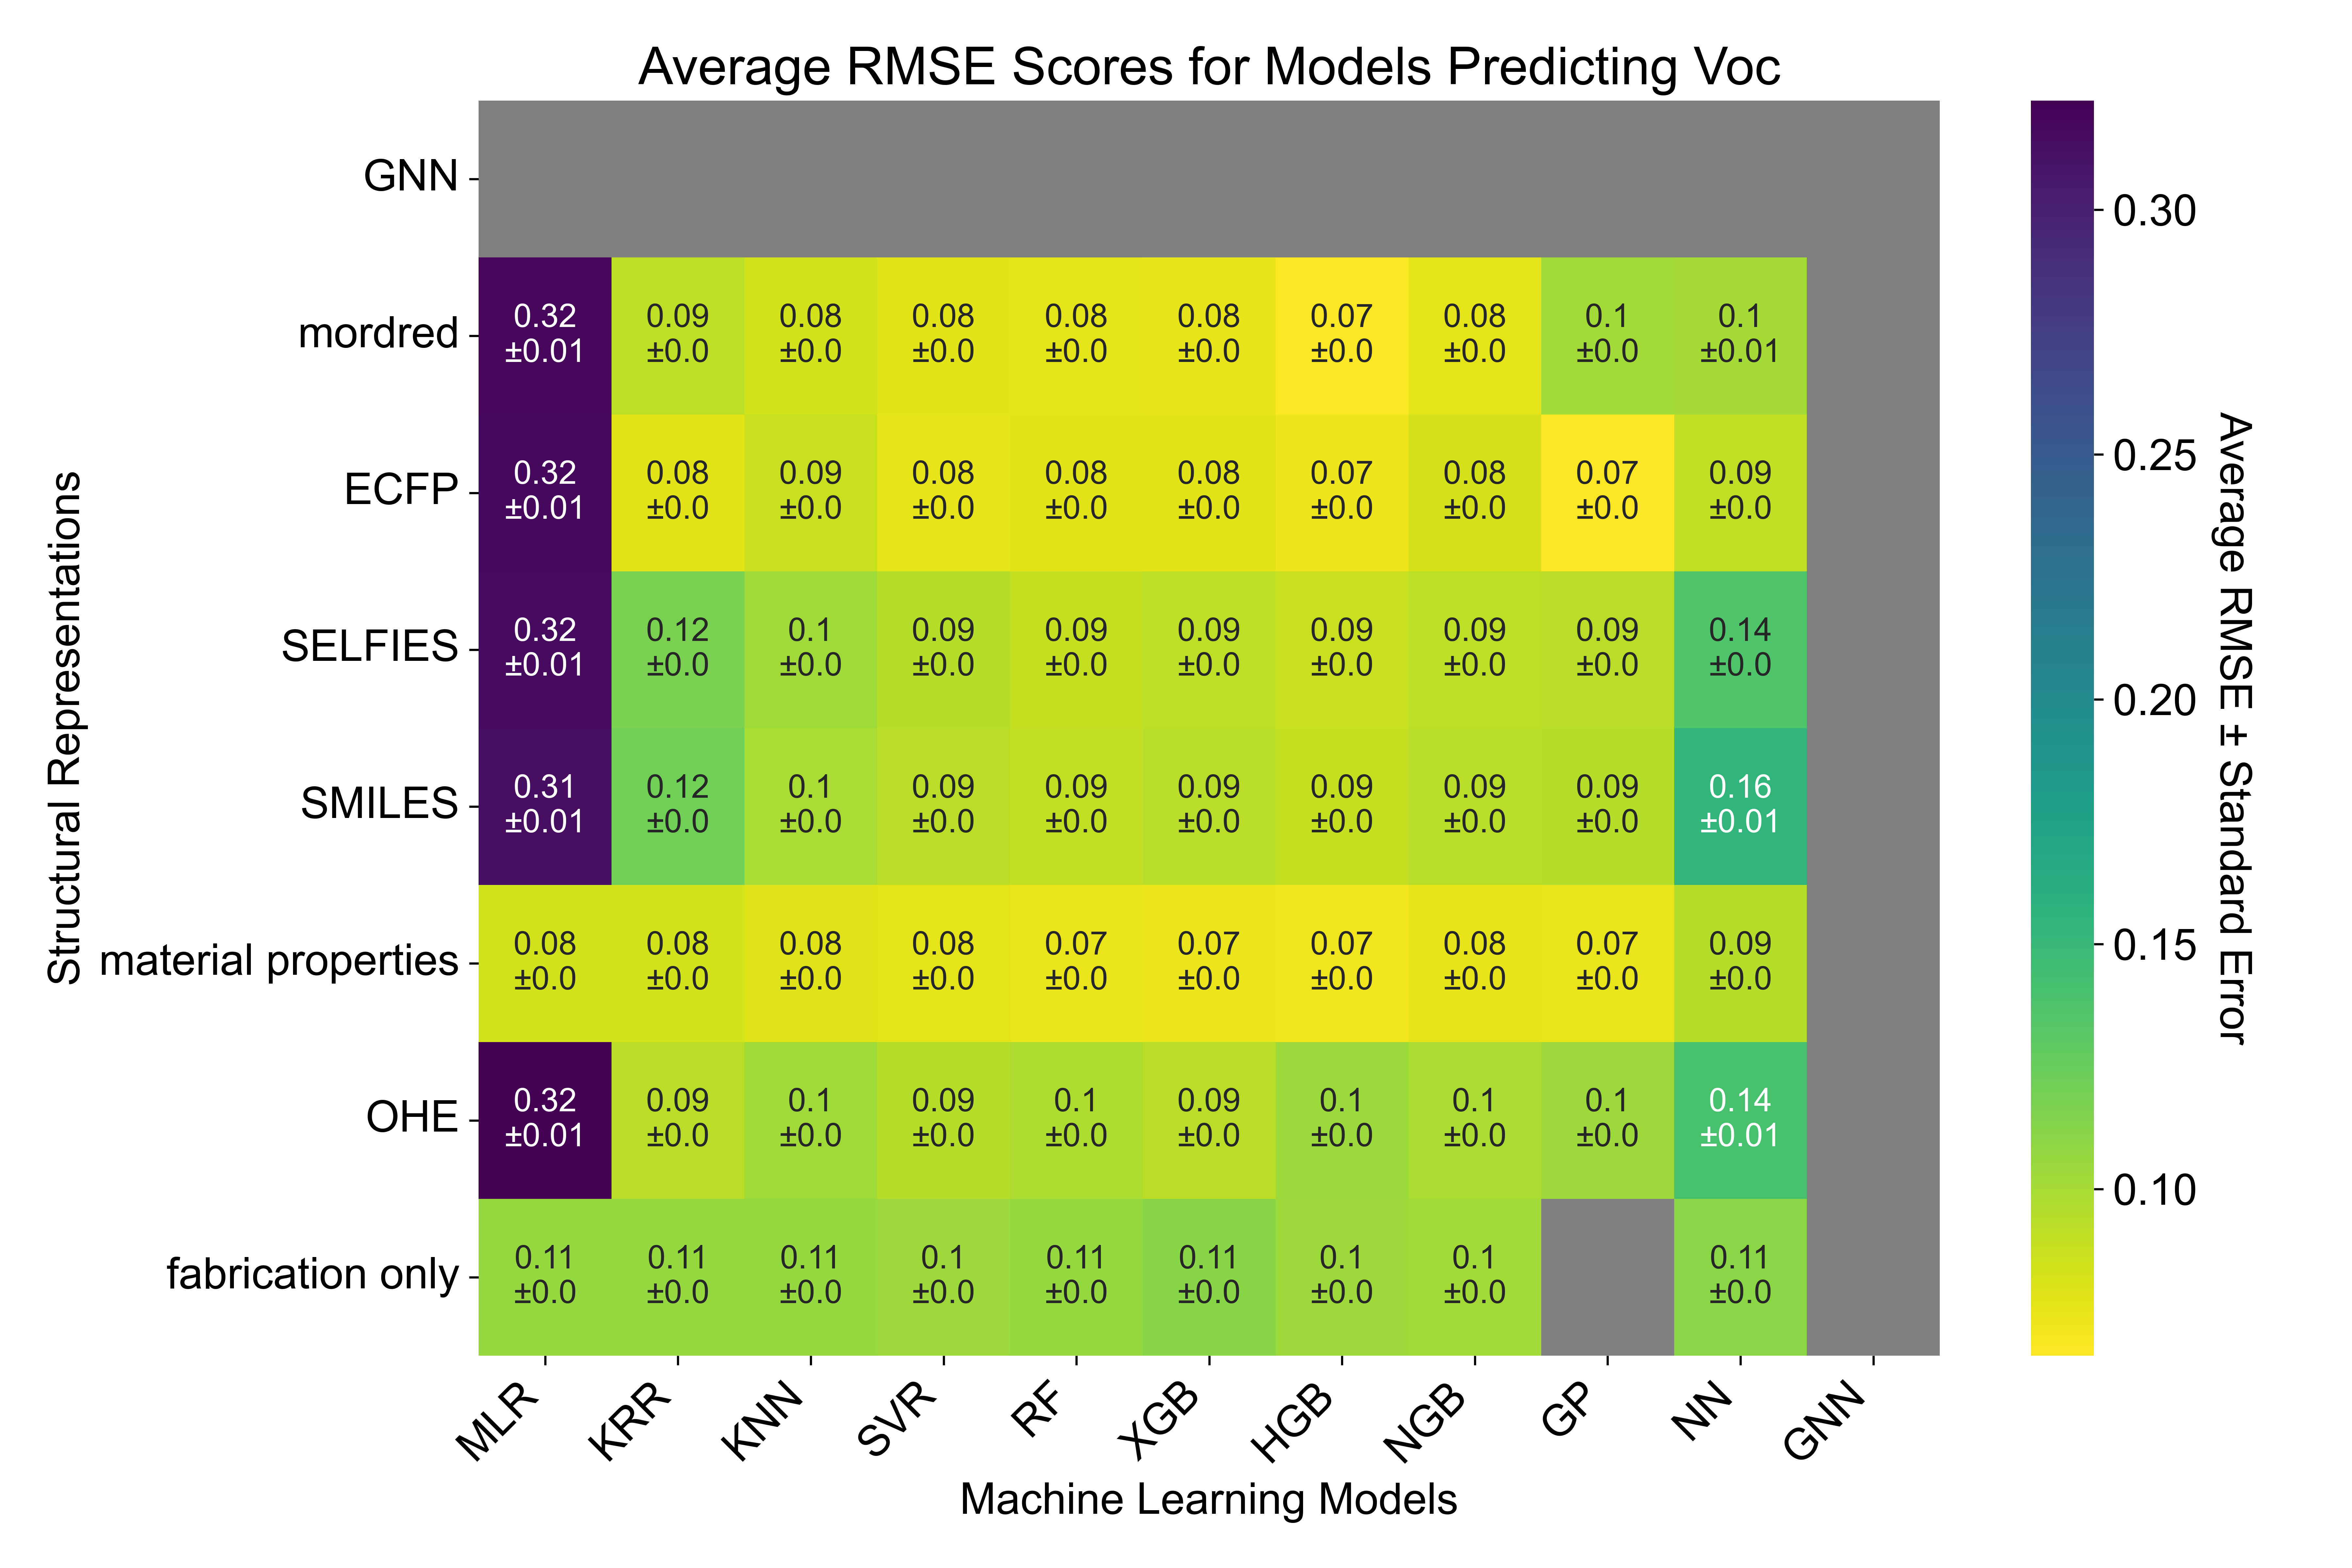 Average RMSE Scores for Models Predicting Voc
Structural Representations
GNN
mordred
0.32 0.09 0.08 0.08 0.08 0.08 0.07 0.08 0.1 0.1
±0.01 ±0.0 ±0.0 ±0.0 ±0.0 ±0.0 ±0.0 ±0.0 ±0.0 ±0.01
ECFP
0.32 0.08 0.09 0.08 0.08 0.08 0.07 0.08 0.07 0.09
±0.01 ±0.0 ±0.0 ±0.0 ±0.0 ±0.0 ±0.0 ±0.0 ±0.0 ±0.0
SELFIES
0.32 0.12 0.1 0.09 0.09 0.09 0.09 0.09 0.09 0.14
±0.01 ±0.0 ±0.0 ±0.0 ±0.0 ±0.0 ±0.0 ±0.0 ±0.0 ±0.0
SMILES
0.31 0.12 0.1 0.09 0.09 0.09 0.09 0.09 0.09 0.16
±0.01 ±0.0 ±0.0 ±0.0 ±0.0 ±0.0 ±0.0 ±0.0 ±0.0 ±0.01
material properties
0.08 0.08 0.08 0.08 0.07 0.07 0.07 0.08 0.07 0.09
±0.0 ±0.0 ±0.0 ±0.0 ±0.0 ±0.0 ±0.0 ±0.0 ±0.0 ±0.0
OHE
0.32 0.09 0.1 0.09 0.1 0.09 0.1 0.1 0.1 0.14
±0.01 ±0.0 ±0.0 ±0.0 ±0.0 ±0.0 ±0.0 ±0.0 ±0.0 ±0.01
fabrication only
0.11 0.11 0.11 0.1 0.11 0.11 0.1 0.1 0.11
±0.0 ±0.0 ±0.0 ±0.0 ±0.0 ±0.0 ±0.0 ±0.0 ±0.0
MLR KRR KNN SVR RF XGB HGB NGB GP NN GNN
Machine Learning Models
0.30
0.25
0.20
0.15
0.10
Average RMSE ± Standard Error